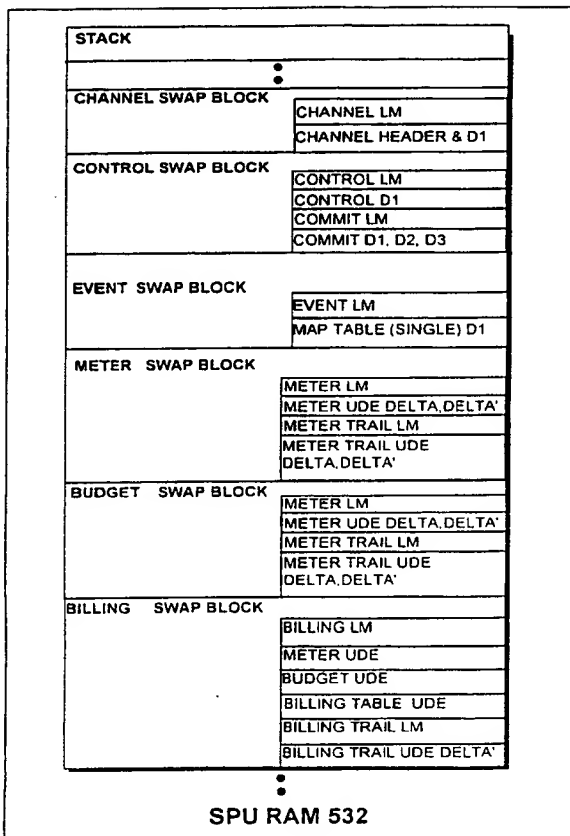 STACK
CHANNEL SWAP BLOCK
CHANNEL LM
CHANNEL HEADER & D1
CONTROL SWAP BLOCK
CONTROL LM
CONTROL D1
COMMIT LM
COMMIT D1, D2, D3
EVENT SWAP BLOCK
EVENT LM
MAP TABLE (SINGLE) D1
METER SWAP BLOCK
METER LM
METER UDE DELTA,DELTA'
METER TRAIL LM
METER TRAIL UDE
DELTA,DELTA'
BUDGET SWAP BLOCK
METER LM
METER UDE DELTA,DELTA'
METER TRAIL LM
METER TRAIL UDE
DELTA,DELTA'
BILLING SWAP BLOCK
BILLING LM
METER UDE
BUDGET UDE
BILLING TABLE UDE
BILLING TRAIL LM
BILLING TRAIL UDE DELTA'
SPU RAM 532